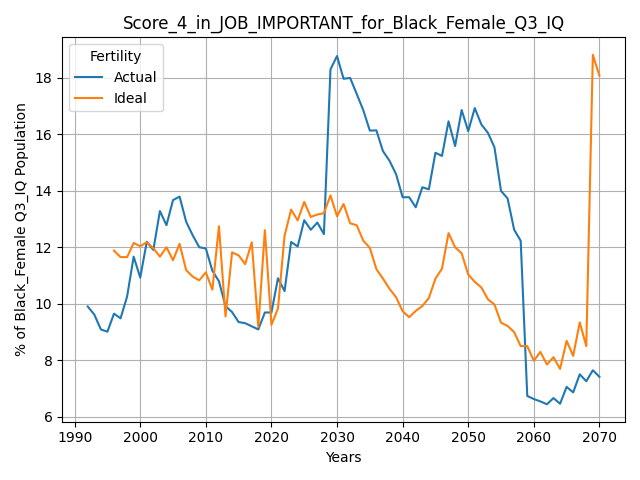 Score_4_in_JOB_IMPORTANT_for_Black_Female_Q3_IQ
Fertility
Actual
Ideal
% of Black_Female Q3_IQ Population
18
16
14
12
10
8
6
1990 2000 2010 2020 2030 2040 2050 2060 2070
Years